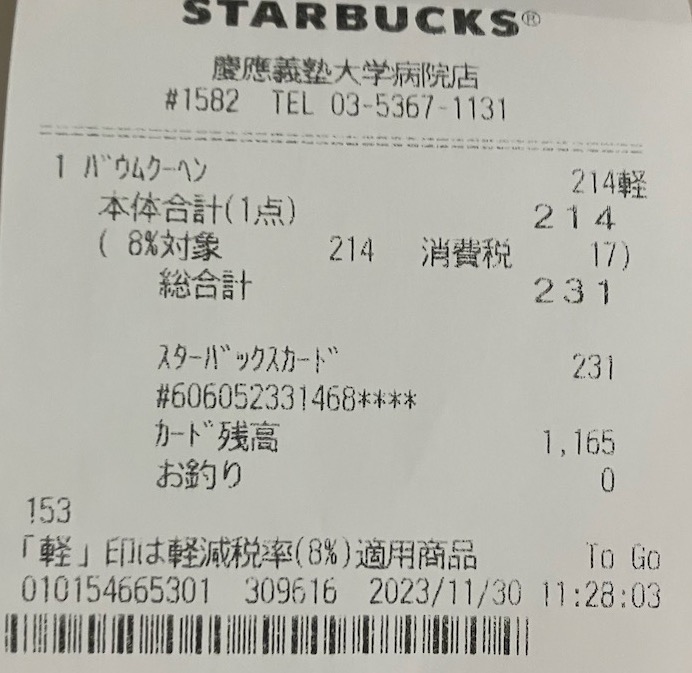 STARBUCKS®
慶應義塾大学病院店
#1582 TEL 03-5367-1131
1 バウムクーヘン 214軽
本体合計(1点) 214
( 8%対象 214 消費税 17)
総合計 231
スターバックスカード 231
#606052331468****
カード残高 1,165
お釣り 0
!53
「軽」印は軽減税率(8%)適用商品 To Go
010154665301 309616 2023/11/30 11:28:03